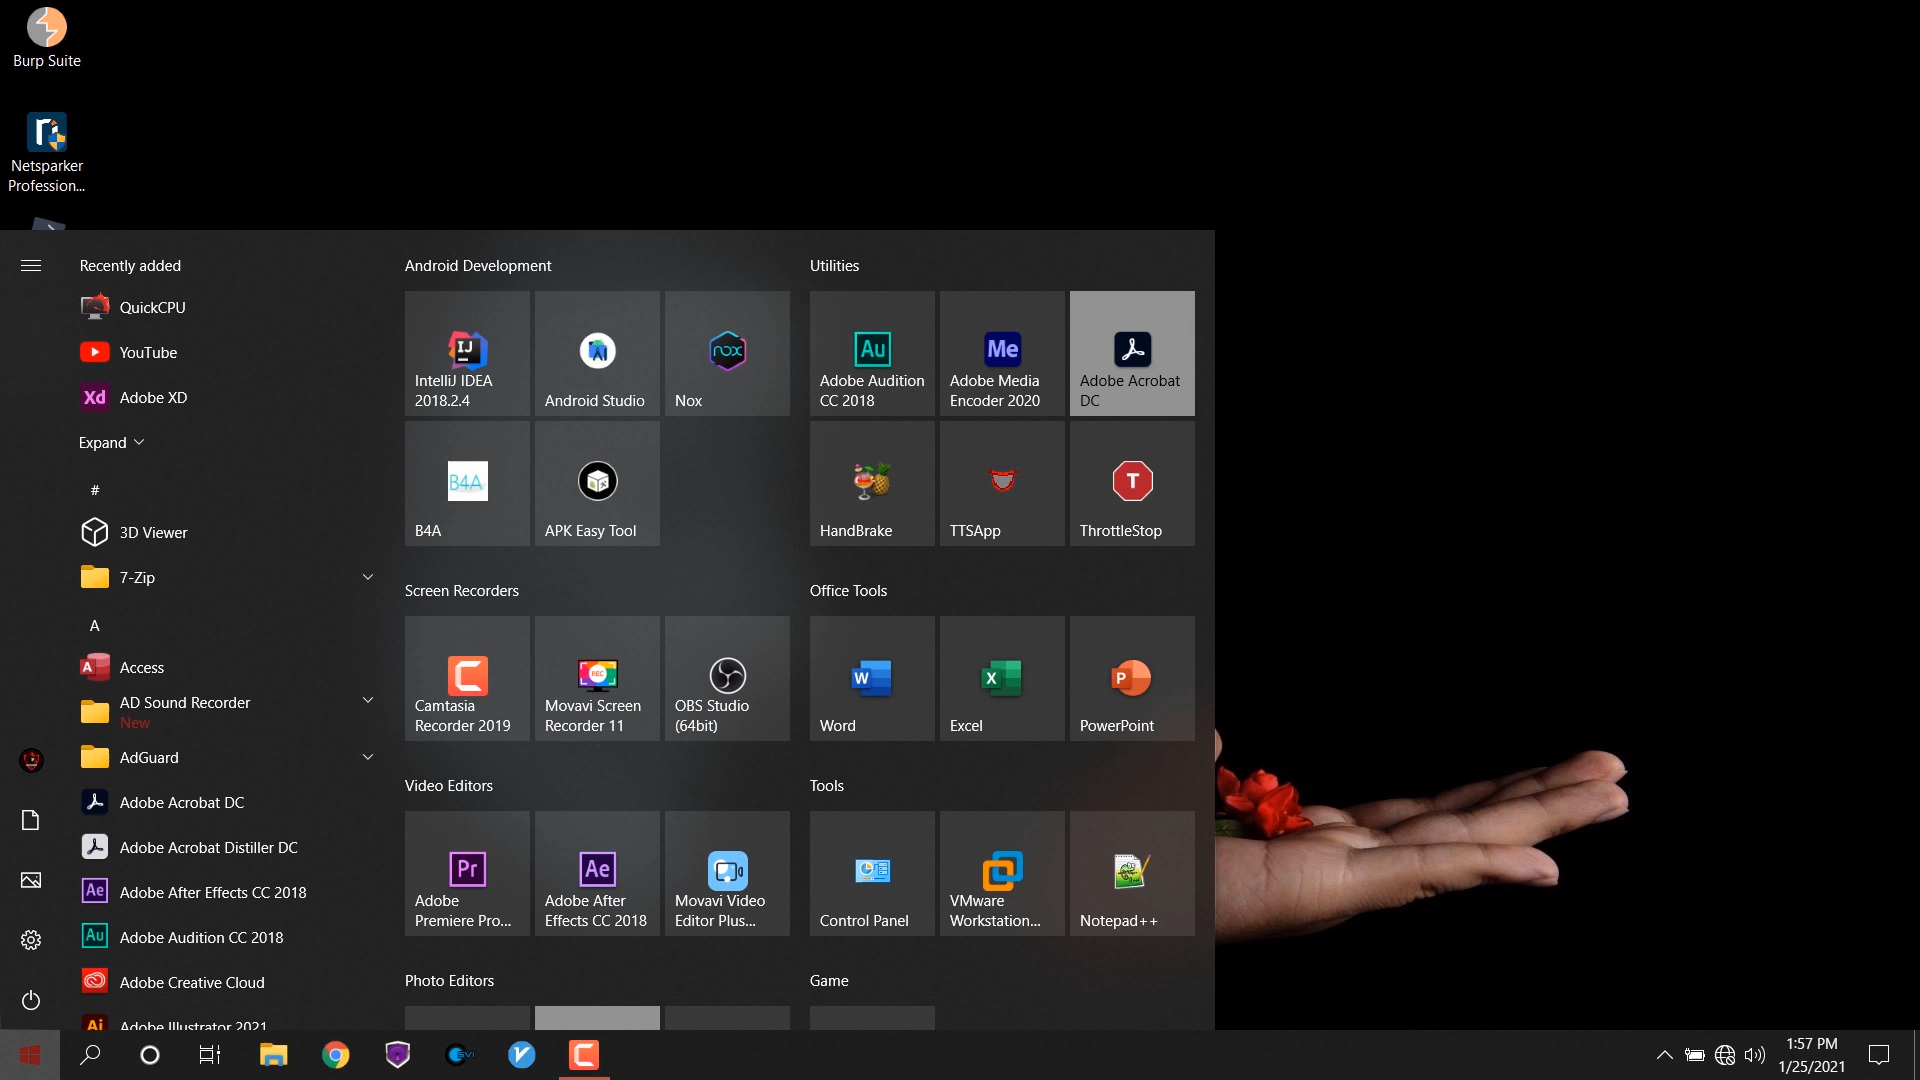 Burp Suite
Netsparker
Profession...
Recently added
QuickCPU
YouTube
Xd
Adobe XD
Expand
#
3D Viewer
7-Zip
A
A
Access
AD Sound Recorder
New
AdGuard
Adobe Acrobat DC
Adobe Acrobat Distiller DC
Ae
Adobe After Effects CC 2018
Au
Adobe Audition CC 2018
Adobe Creative Cloud
Ai
Adobe Illustrator 2021
Android Development
IJ
IntelliJ IDEA
2018.2.4
Android Studio
nox
Nox
B4A
B4A
APK Easy Tool
Screen Recorders
Camtasia
Recorder 2019
REC
Movavi Screen
Recorder 11
OBS Studio
(64bit)
Video Editors
Pr
Adobe
Premiere Pro...
Ae
Adobe After
Effects CC 2018
Movavi Video
Editor Plus...
Photo Editors
Utilities
Au
Adobe Audition
CC 2018
Me
Adobe Media
Encoder 2020
Adobe Acrobat
DC
HandBrake
TTSApp
T
ThrottleStop
Office Tools
W
Word
X
Excel
P
PowerPoint
Tools
Control Panel
VMware
Workstation...
Notepad++
Game
1:57 PM
1/25/2021